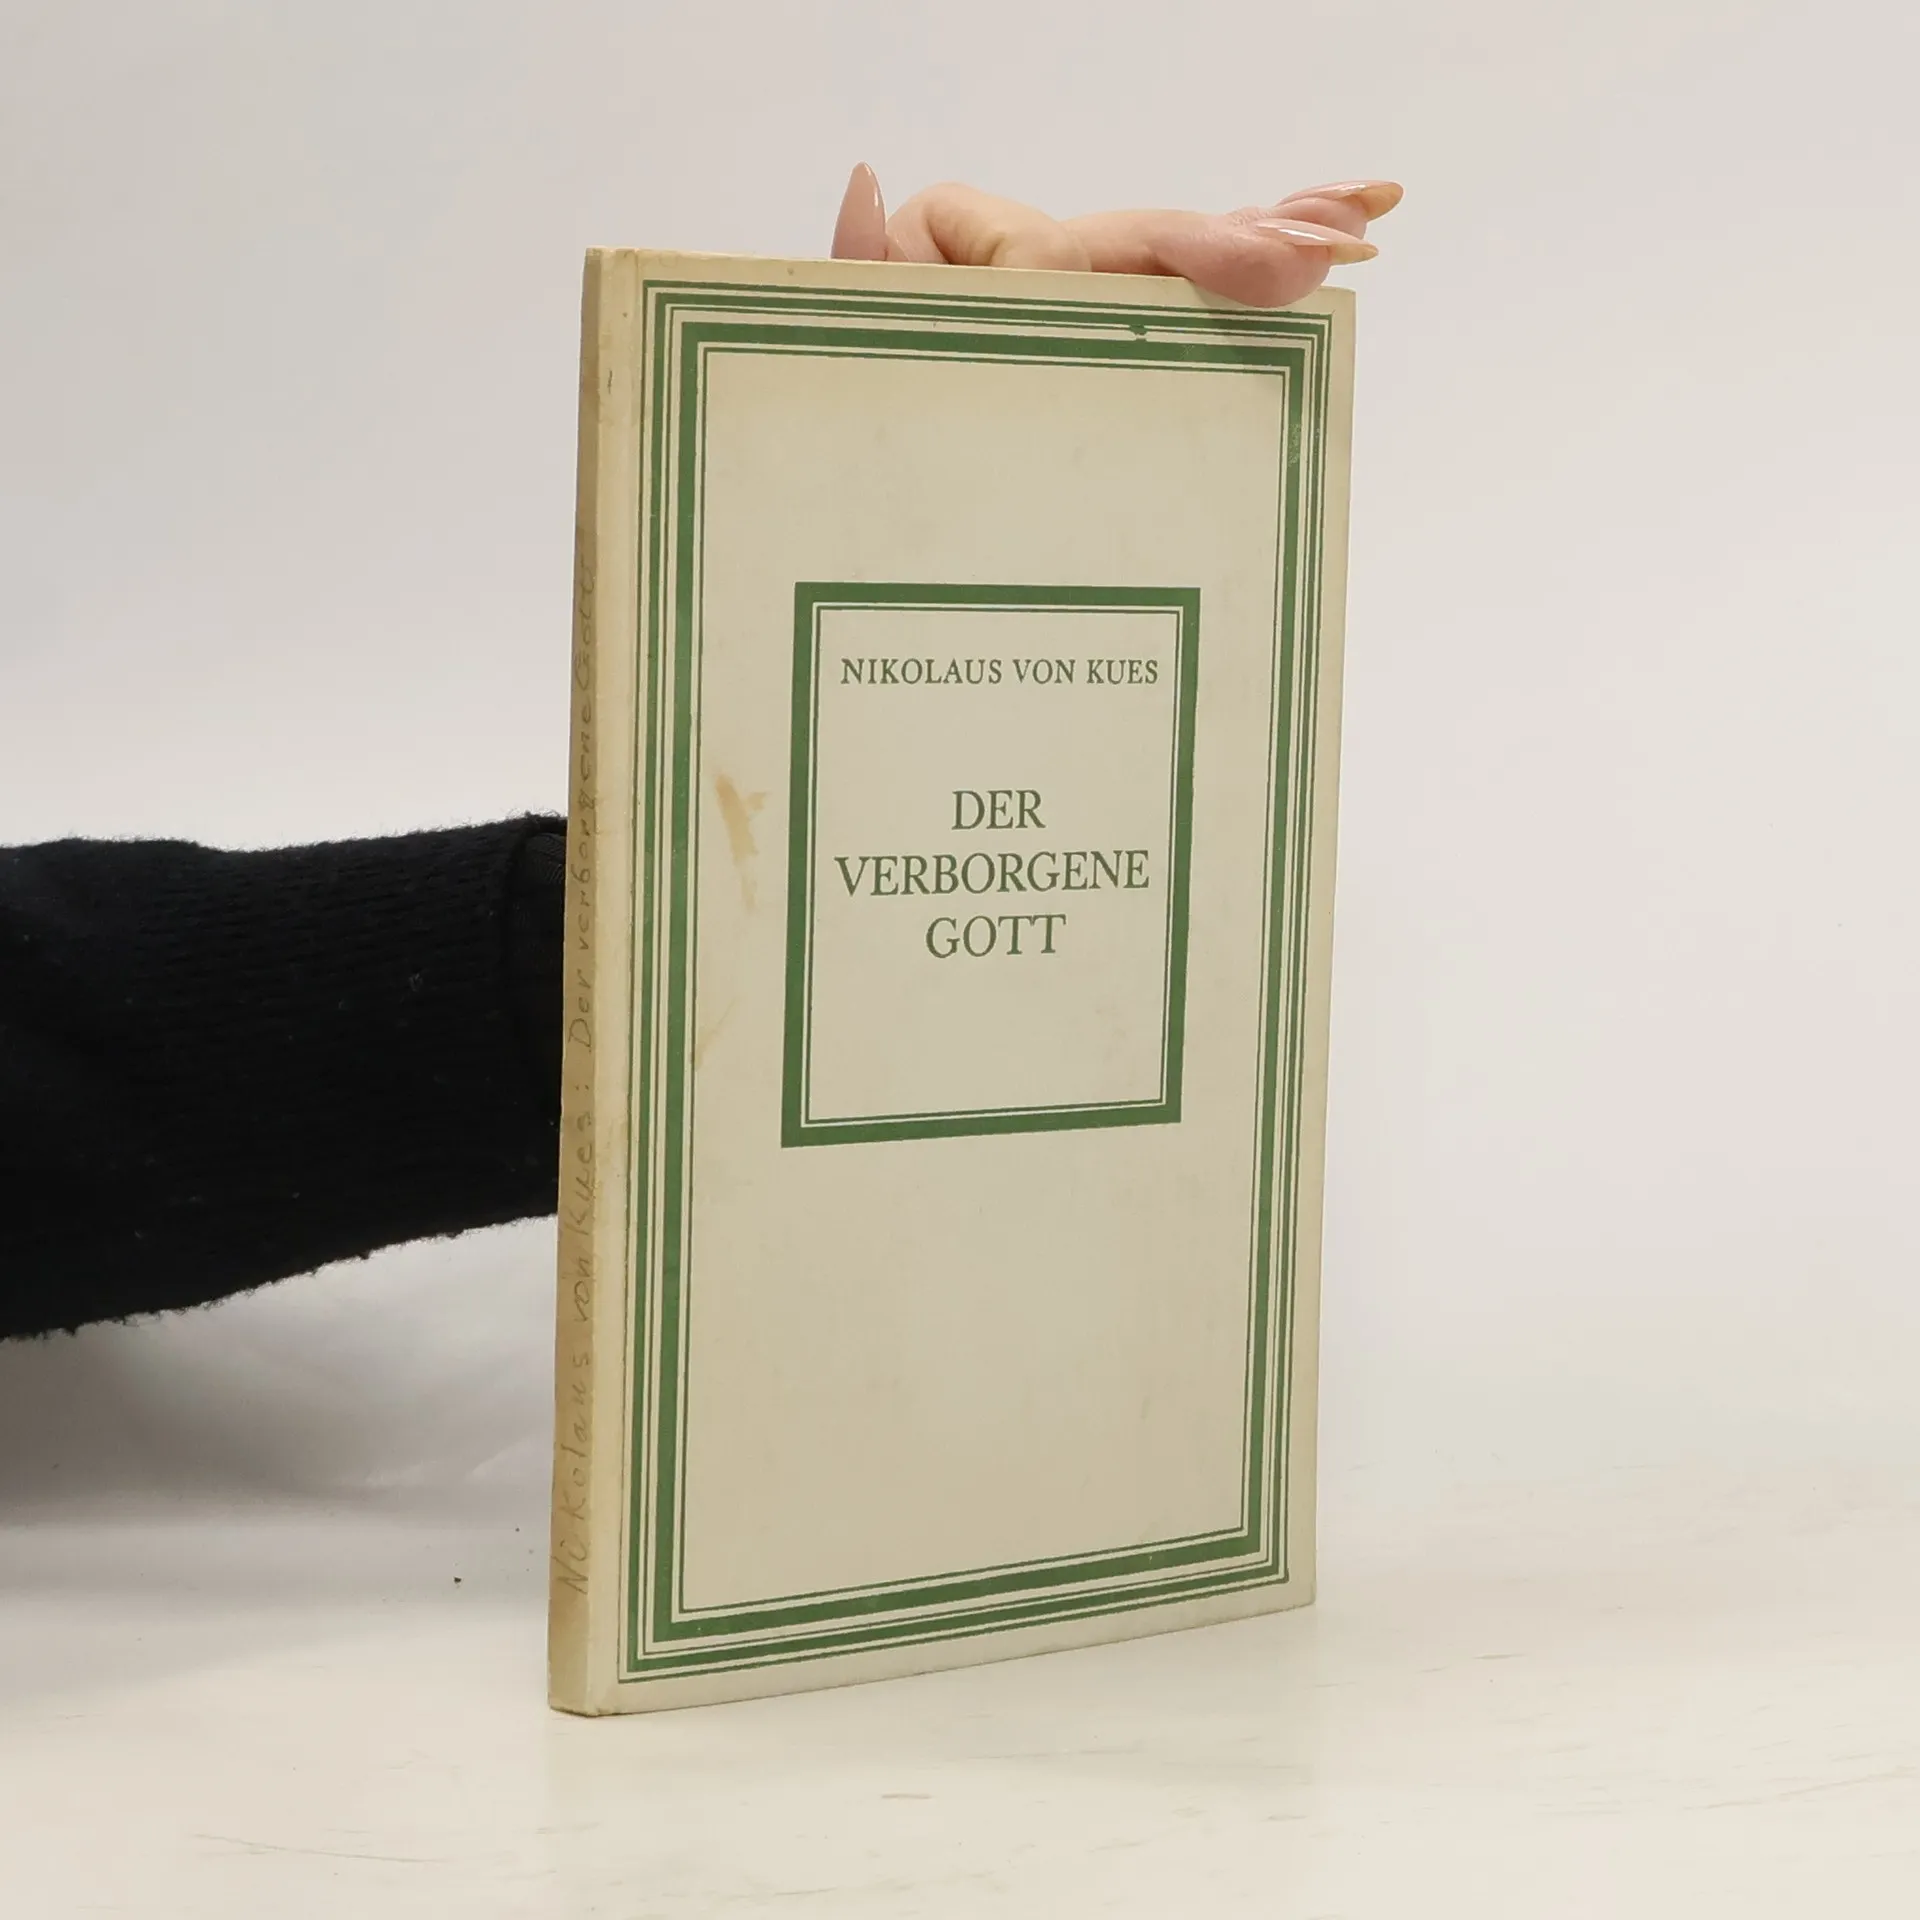 NIKOLAUS VON KUES
DER
VERBORGENE
GOTT
Nikolaus von Kues: Der verborgene Gott